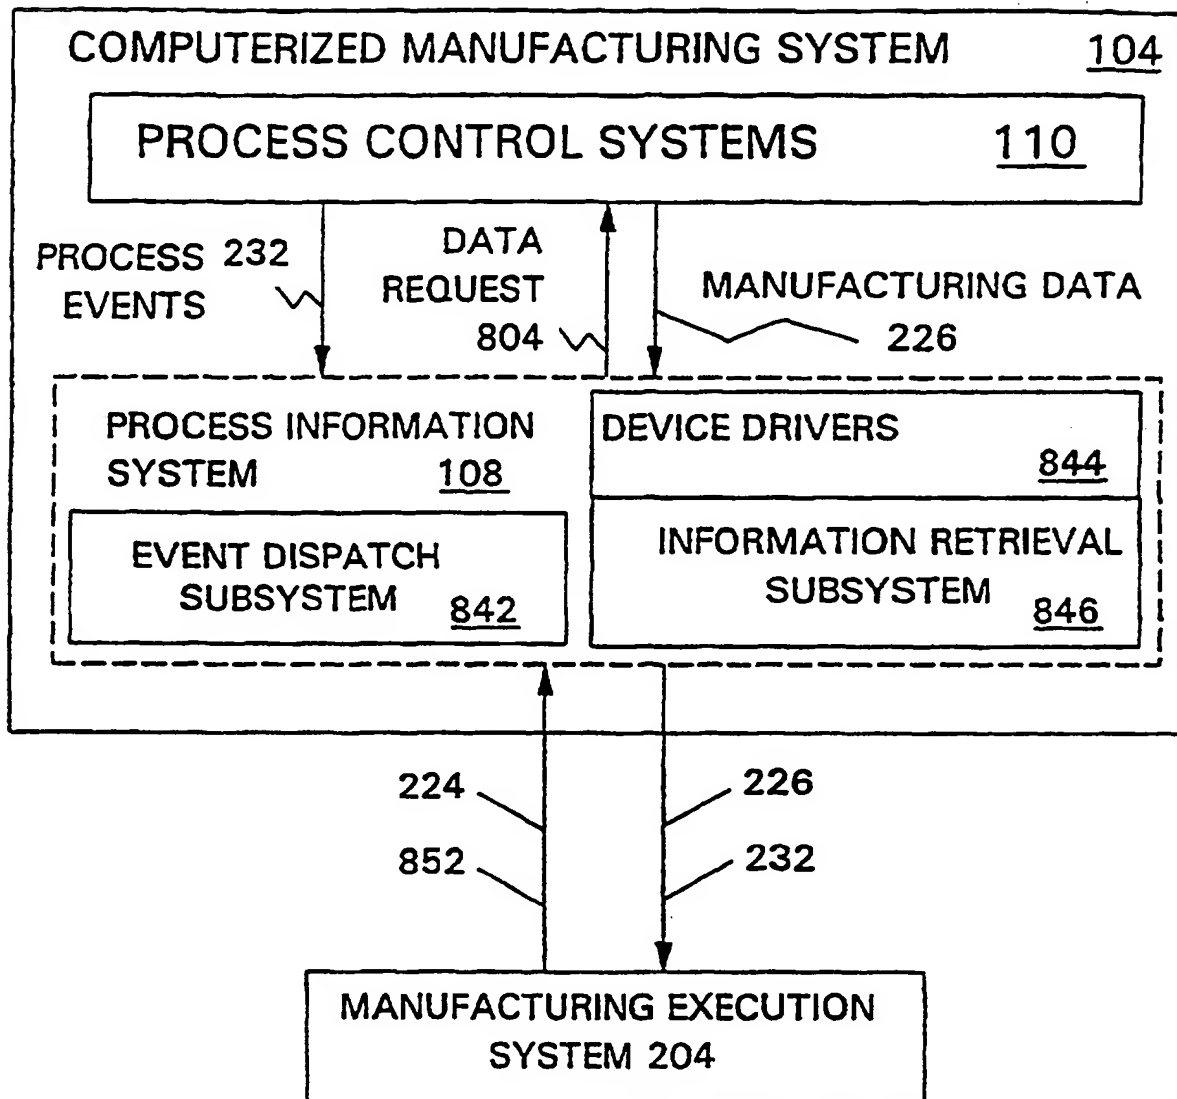 COMPUTERIZED MANUFACTURING SYSTEM 104
PROCESS CONTROL SYSTEMS 110
PROCESS 232
EVENTS
DATA
REQUEST
804
MANUFACTURING DATA
226
PROCESS INFORMATION
SYSTEM 108
DEVICE DRIVERS
844
EVENT DISPATCH
SUBSYSTEM 842
INFORMATION RETRIEVAL
SUBSYSTEM 846
224
226
852
232
MANUFACTURING EXECUTION
SYSTEM 204